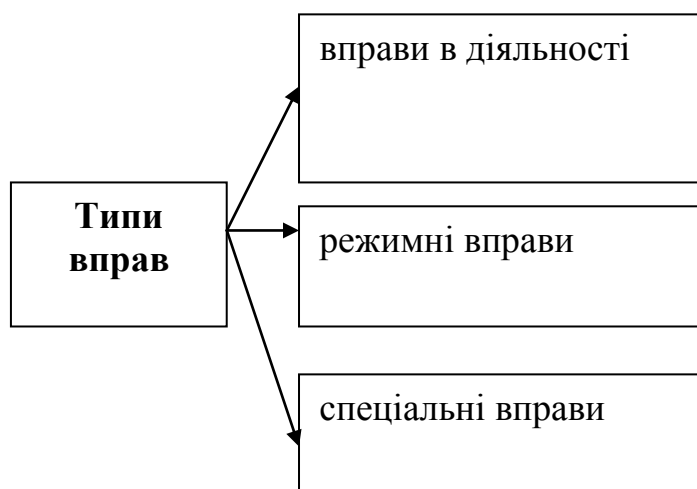 вправи в діяльності
Типи
вправ
режимні вправи
спеціальні вправи